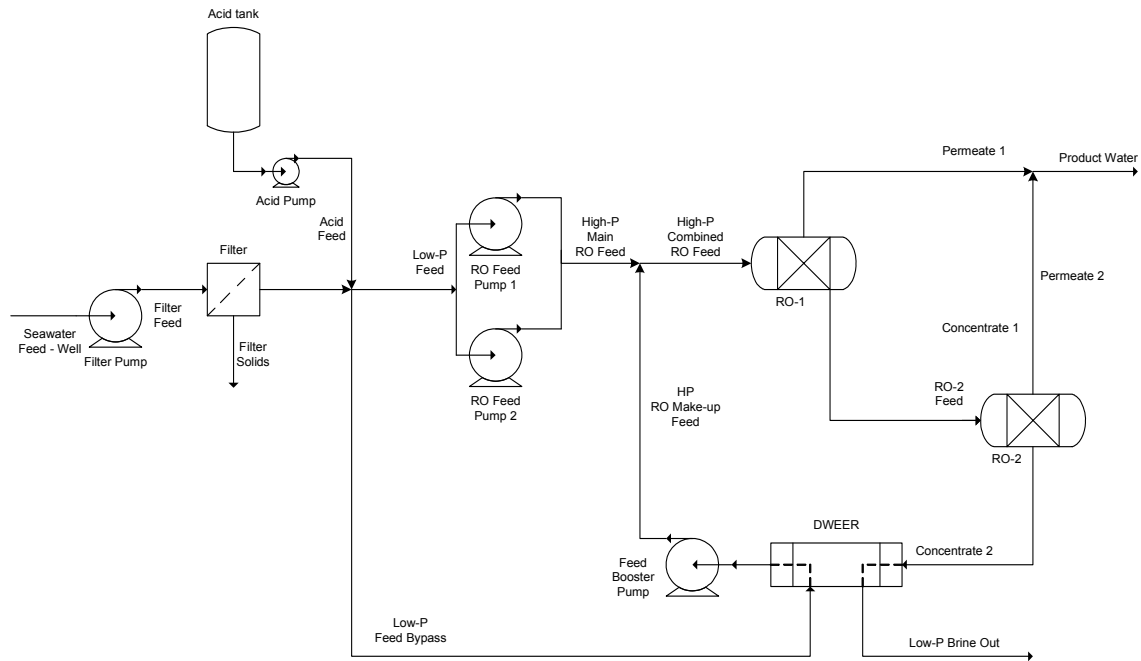 Acid tank
Acid Pump
Acid
Feed
Filter
Filter
Feed
Seawater
Feed - Well
Filter Pump
Filter
Solids
Low-P
Feed
RO Feed
Pump 1
RO Feed
Pump 2
High-P
Main
RO Feed
High-P
Combined
RO Feed
RO-1
Permeate 1
Product Water
Permeate 2
Concentrate 1
RO-2
Feed
RO-2
HP
RO Make-up
Feed
DWEER
Concentrate 2
Feed
Booster
Pump
Low-P
Feed Bypass
Low-P Brine Out